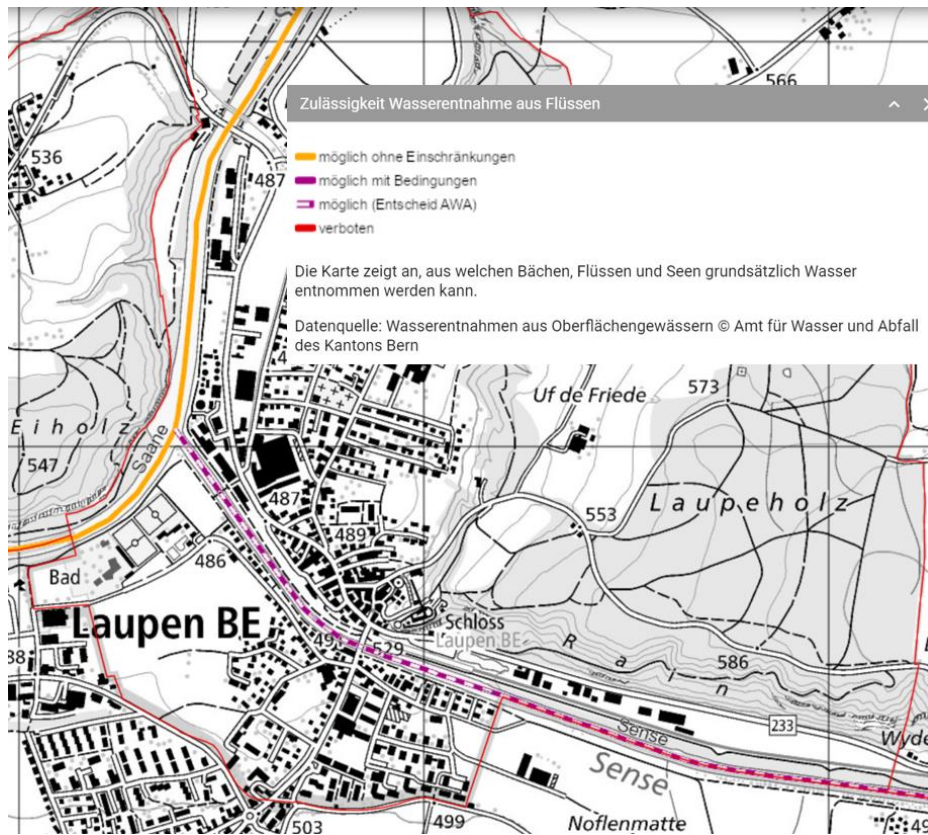 566
Zulässigkeit Wasserentnahme aus Flüssen
536
möglich ohne Einschränkungen
487
möglich mit Bedingungen
möglich (Entscheid AWA)
verboten
Die Karte zeigt an, aus welchen Bächen, Flüssen und Seen grundsätzlich Wasser
entnommen werden kann.
Datenquelle: Wasserentnahmen aus Oberflächengewässern © Amt für Wasser und Abfall
des Kantons Bern
Uf de Friede
573
Eiholz
Saane
547
487
Laupeholz
553
489
486
Bad
Laupen BE
Schloss
Laupen BE
529
Rain
586
233
Sense
Sense
Wyde
503
499
Noflenmatte